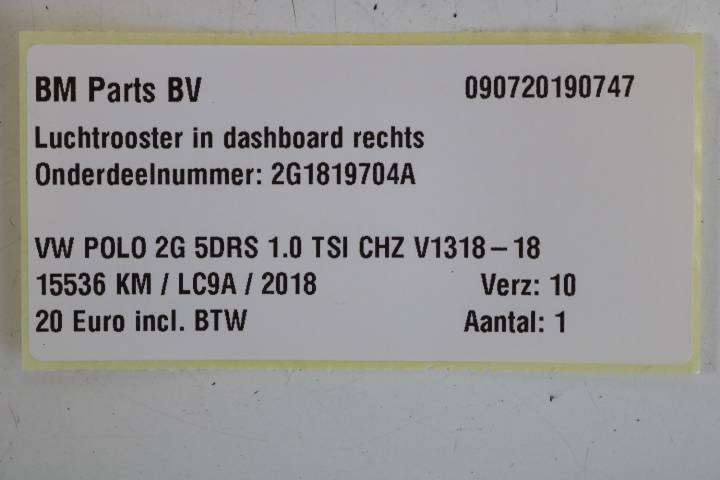 BM Parts BV 090720190747
Luchtrooster in dashboard rechts
Onderdeelnummer: 2G1819704A
VW POLO 2G 5DRS 1.0 TSI CHZ V1318-18
15536 KM / LC9A / 2018 Verz: 10
20 Euro incl. BTW Aantal: 1